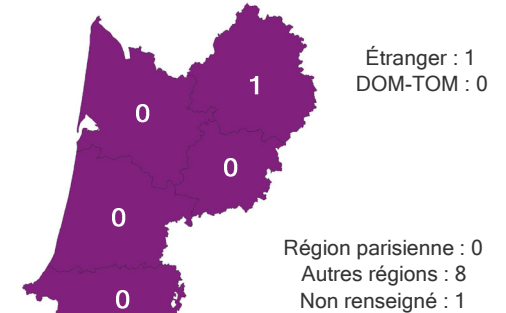 Étranger : 1
DOM-TOM : 0
1
0
0
0
Région parisienne : 0
Autres régions : 8
Non renseigné : 1
0